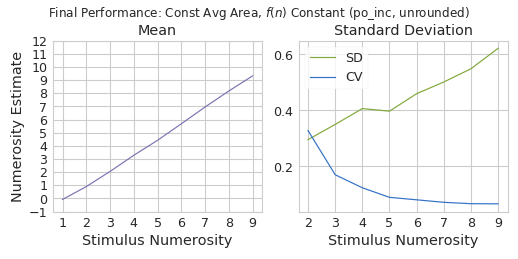 Final Performance: Const Avg Area, f(n) Constant (po_inc, unrounded)
Mean
Numerosity Estimate
12
11
10
9
8
7
6
5
4
3
2
1
0
−1
1 2 3 4 5 6 7 8 9
Stimulus Numerosity
Standard Deviation
SD
CV
0.6
0.4
0.2
2 3 4 5 6 7 8 9
Stimulus Numerosity